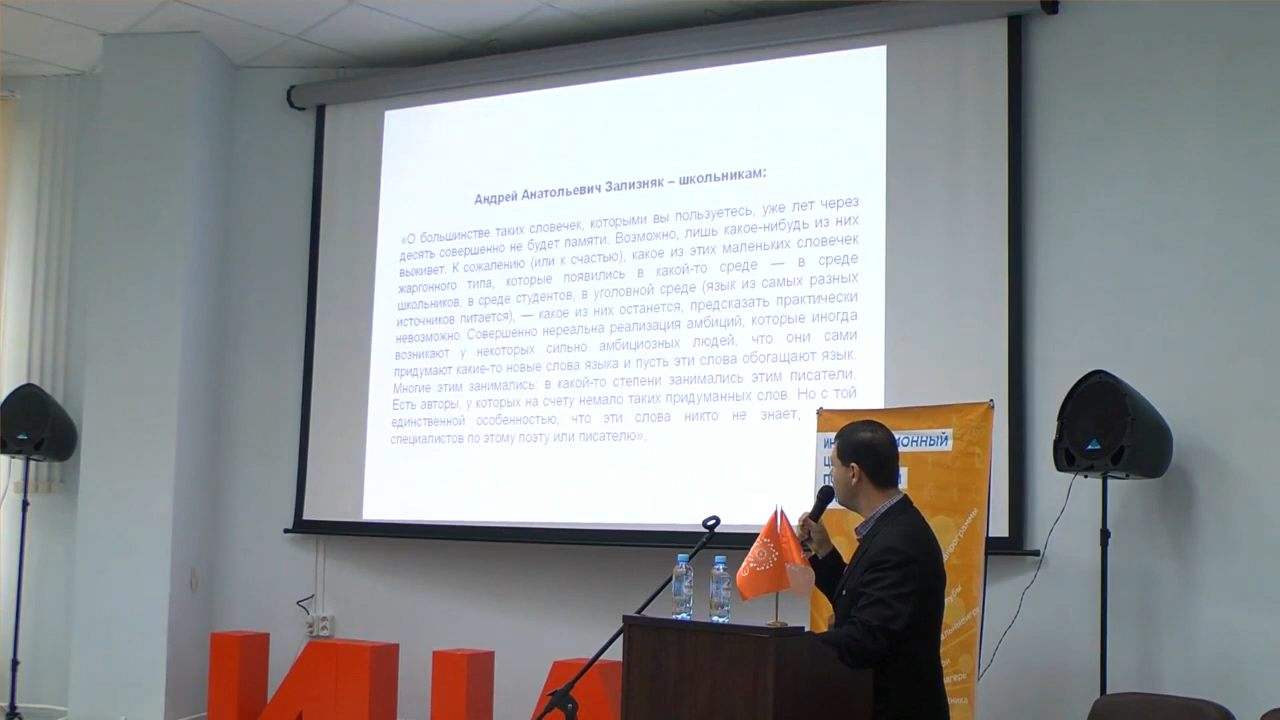 Андрей Анатольевич Зализняк – школьникам:
«О большинстве таких словечек, которыми вы пользуетесь, уже лет через
десять совершенно не будет памяти. Возможно, лишь какое-нибудь из них
выживет. К сожалению (или к счастью), какое из этих маленьких словечек
жаргонного типа, которые появились в какой-то среде — в среде
школьников, в среде студентов, в уголовной среде (язык из самых разных
источников питается), — какое из них останется, предсказать практически
невозможно. Совершенно нереальна реализация амбиций, которые иногда
возникают у некоторых сильно амбициозных людей, что они сами
придумают какие-то новые слова языка и пусть эти слова обогащают язык.
Многие этим занимались: в какой-то степени занимались этим писатели.
Есть авторы, у которых на счету немало таких придуманных слов. Но с той
единственной особенностью, что эти слова никто не знает,
специалистов по этому поэту или писателю».